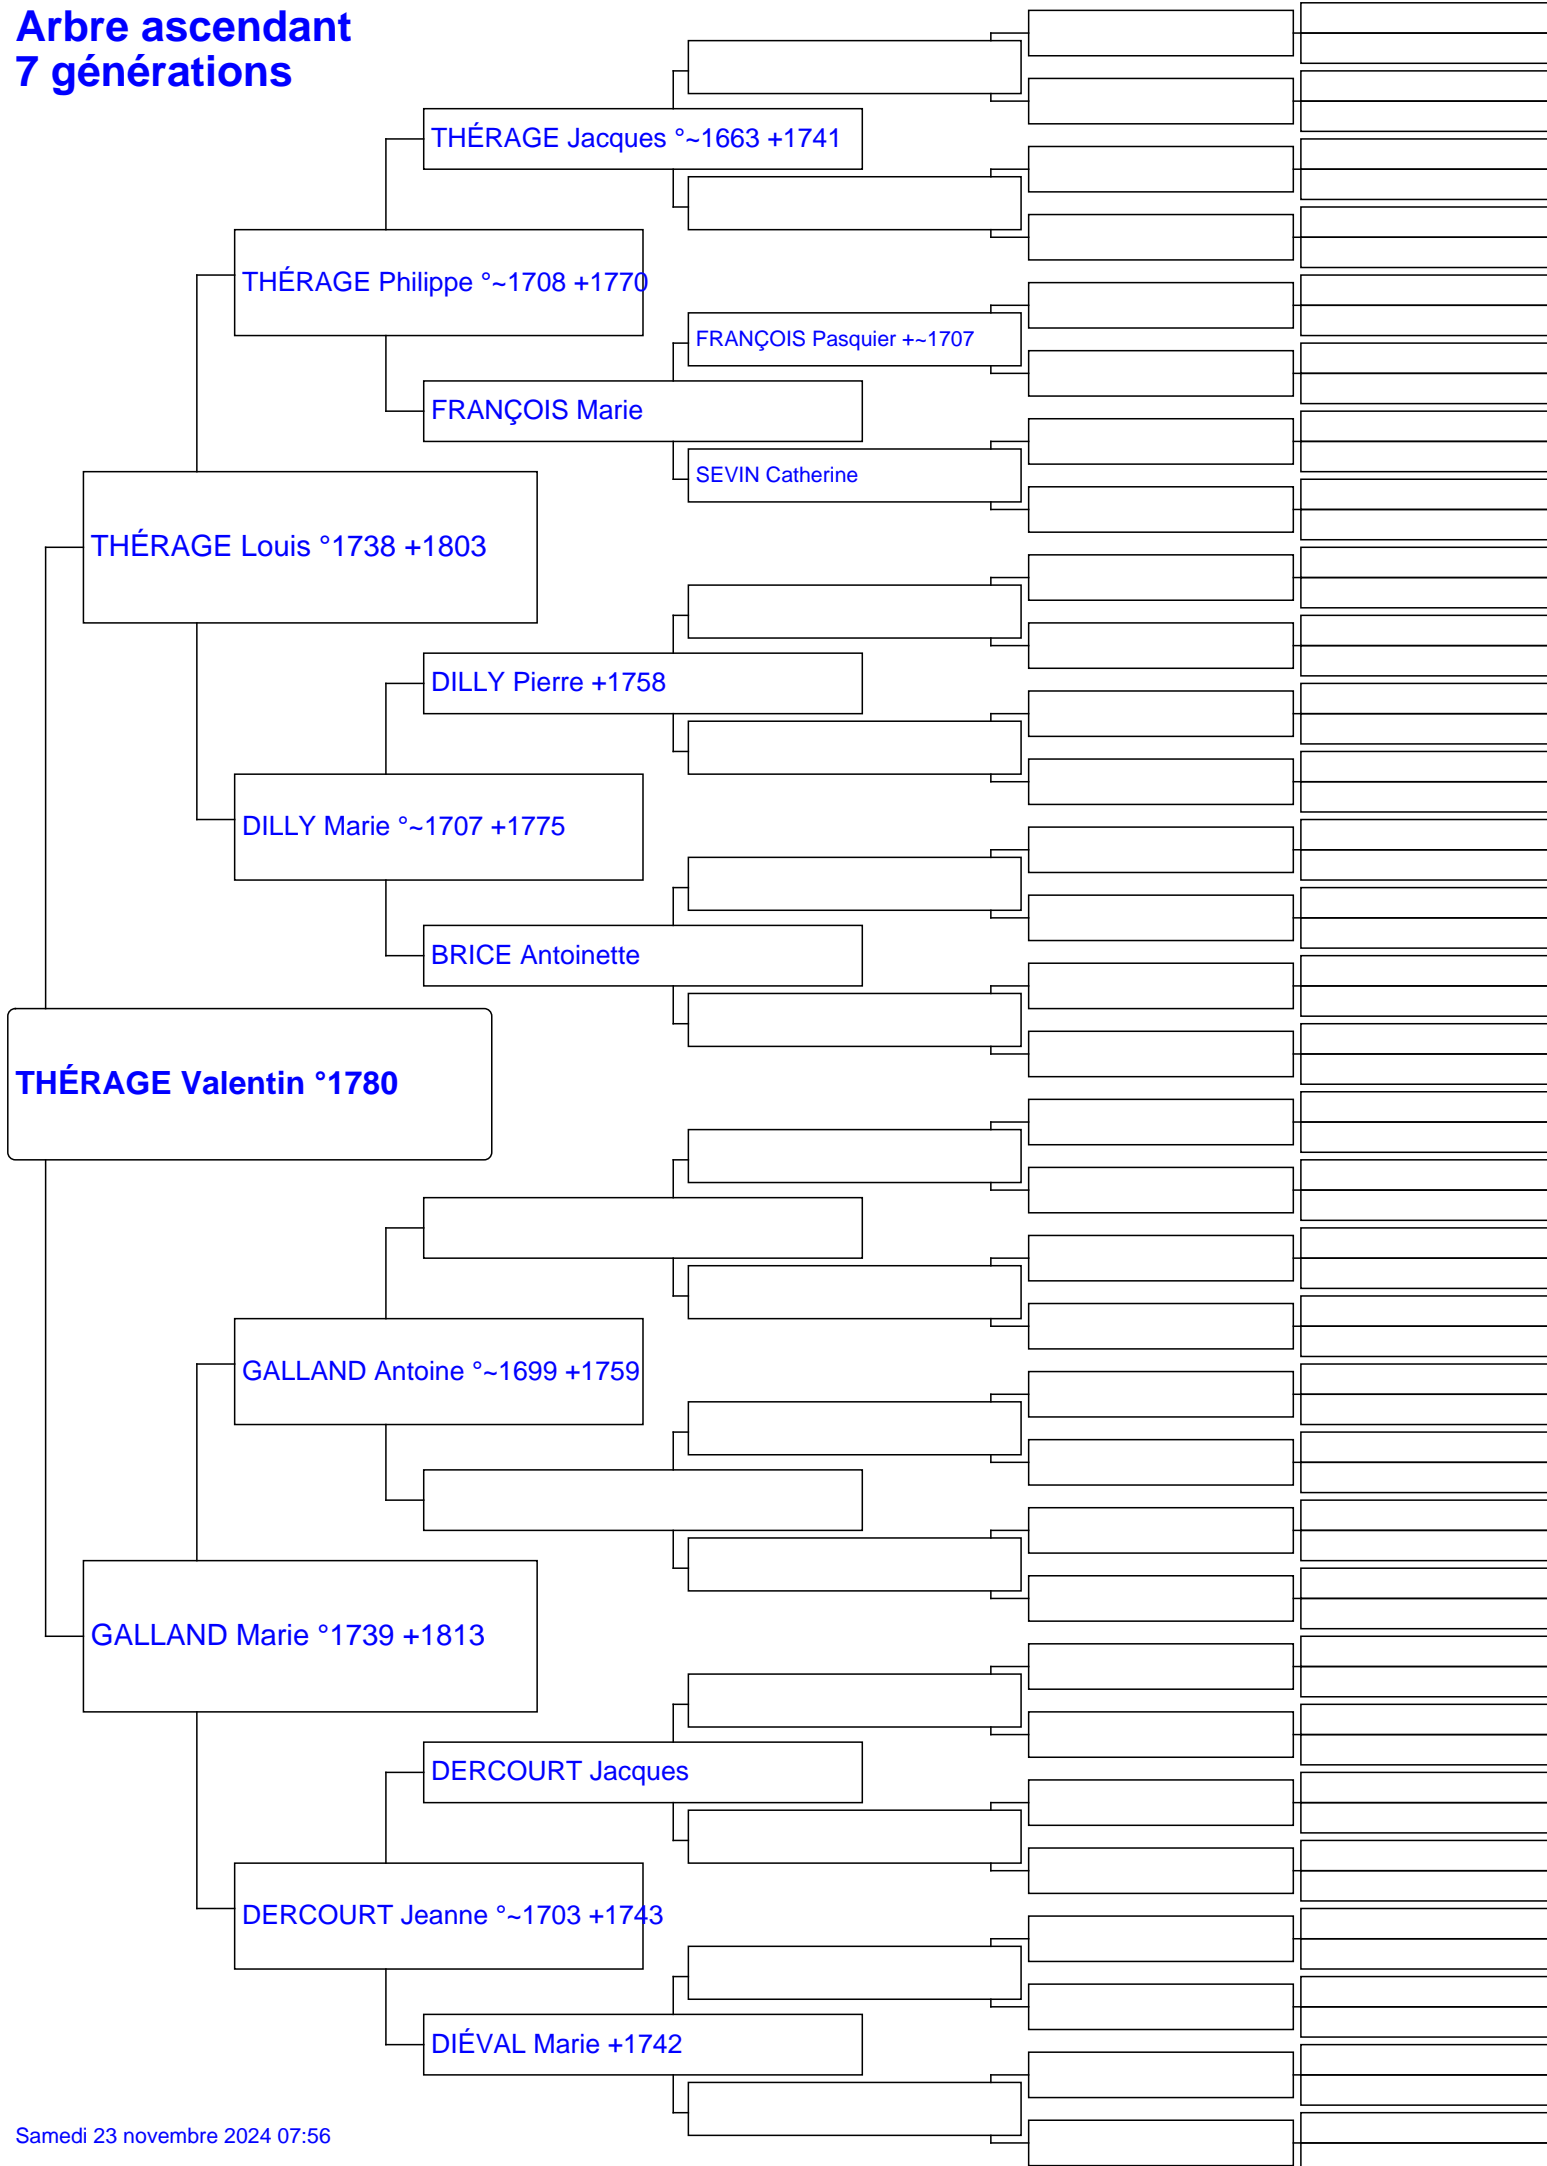 Arbre ascendant
7 générations
THÉRAGE Jacques °~1663 +1741
THÉRAGE Philippe °~1708 +1770
FRANÇOIS Pasquier +~1707
FRANÇOIS Marie
SEVIN Catherine
THÉRAGE Louis °1738 +1803
DILLY Pierre +1758
DILLY Marie °~1707 +1775
BRICE Antoinette
THÉRAGE Valentin °1780
GALLAND Antoine °~1699 +1759
GALLAND Marie °1739 +1813
DERCOURT Jacques
DERCOURT Jeanne °~1703 +1743
DIÉVAL Marie +1742
Samedi 23 novembre 2024 07:56